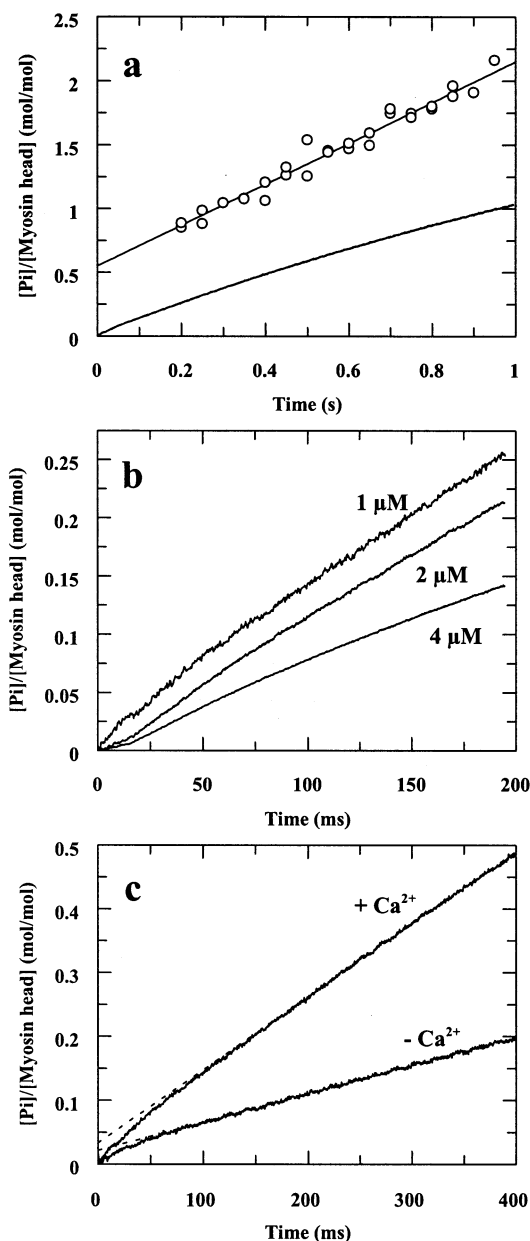 a
[Pi]/[Myosin head] (mol/mol)
2.5
2
1.5
1
0.5
0
0 0.2 0.4 0.6 0.8 1
Time (s)
b
[Pi]/[Myosin head] (mol/mol)
0.25
0.2
0.15
0.1
0.05
0
1 µM
2 µM
4 µM
0 50 100 150 200
Time (ms)
c
[Pi]/[Myosin head] (mol/mol)
0.5
0.4
0.3
0.2
0.1
0
+ Ca2+
- Ca2+
0 100 200 300 400
Time (ms)